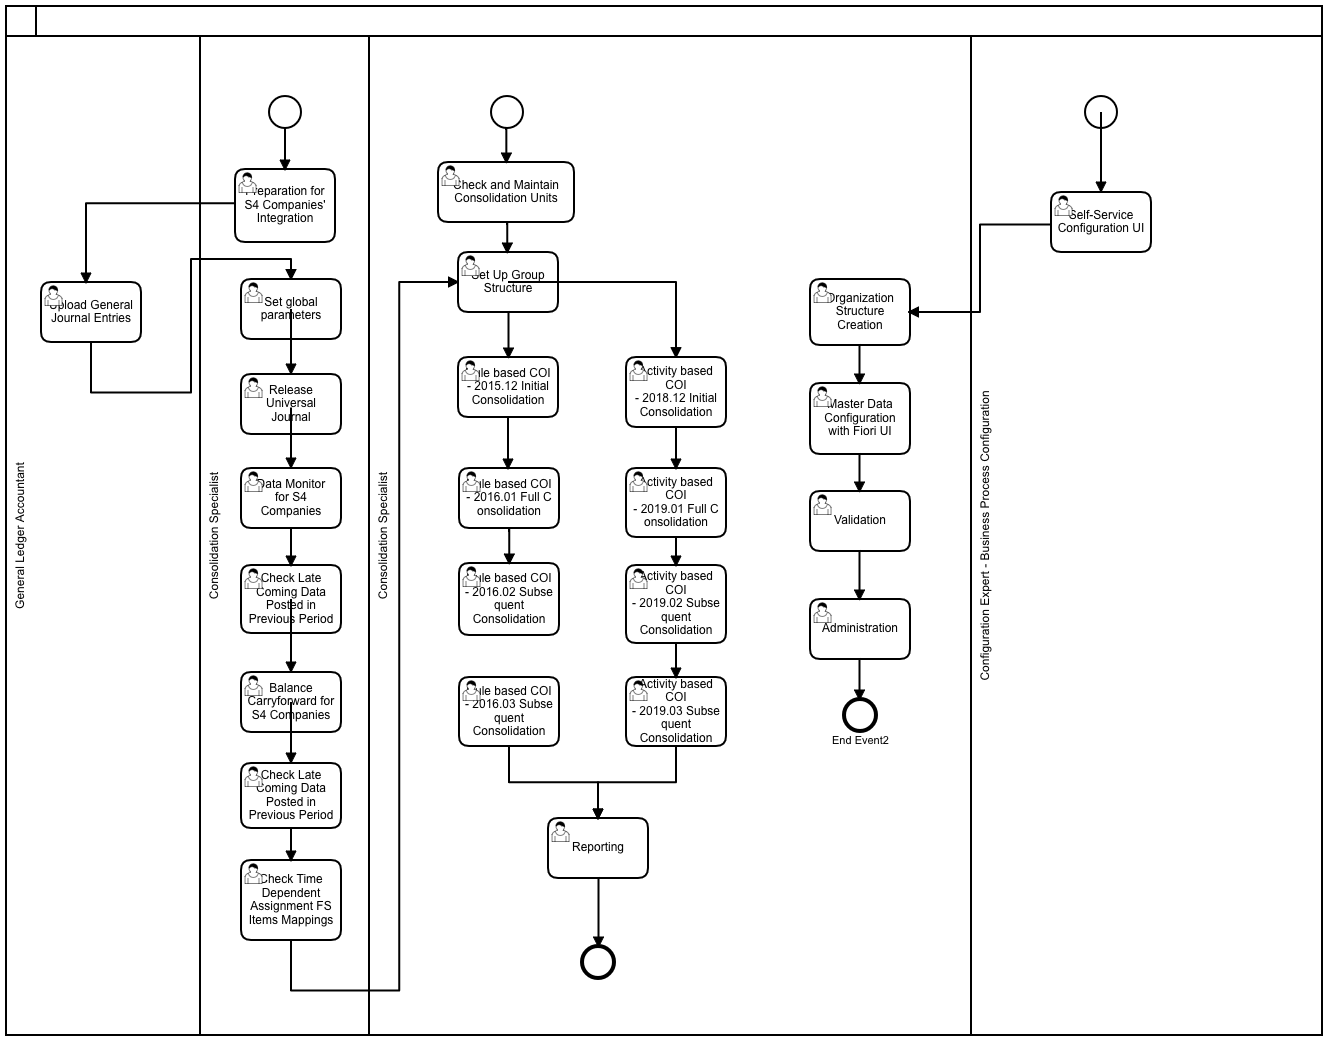 General Ledger Accountant
Upload General
Journal Entries
Consolidation Specialist
Preparation for
S4 Companies'
Integration
Set global
parameters
Release
Universal
Journal
Data Monitor
for S4
Companies
Check Late
Coming Data
Posted in
Previous Period
Balance
Carryforward for
S4 Companies
Check Late
Coming Data
Posted in
Previous Period
Check Time
Dependent
Assignment FS
Items Mappings
Consolidation Specialist
Check and Maintain
Consolidation Units
Set Up Group
Structure
Rule based COI
- 2015.12 Initial
Consolidation
Rule based COI
- 2016.01 Full C
onsolidation
Rule based COI
- 2016.02 Subse
quent
Consolidation
Rule based COI
- 2016.03 Subse
quent
Consolidation
Activity based
COI
- 2018.12 Initial
Consolidation
Activity based
COI
- 2019.01 Full C
onsolidation
Activity based
COI
- 2019.02 Subse
quent
Consolidation
Activity based
COI
- 2019.03 Subse
quent
Consolidation
Reporting
Organization
Structure
Creation
Master Data
Configuration
with Fiori UI
Validation
Administration
End Event2
Configuration Expert - Business Process Configuration
Self-Service
Configuration UI